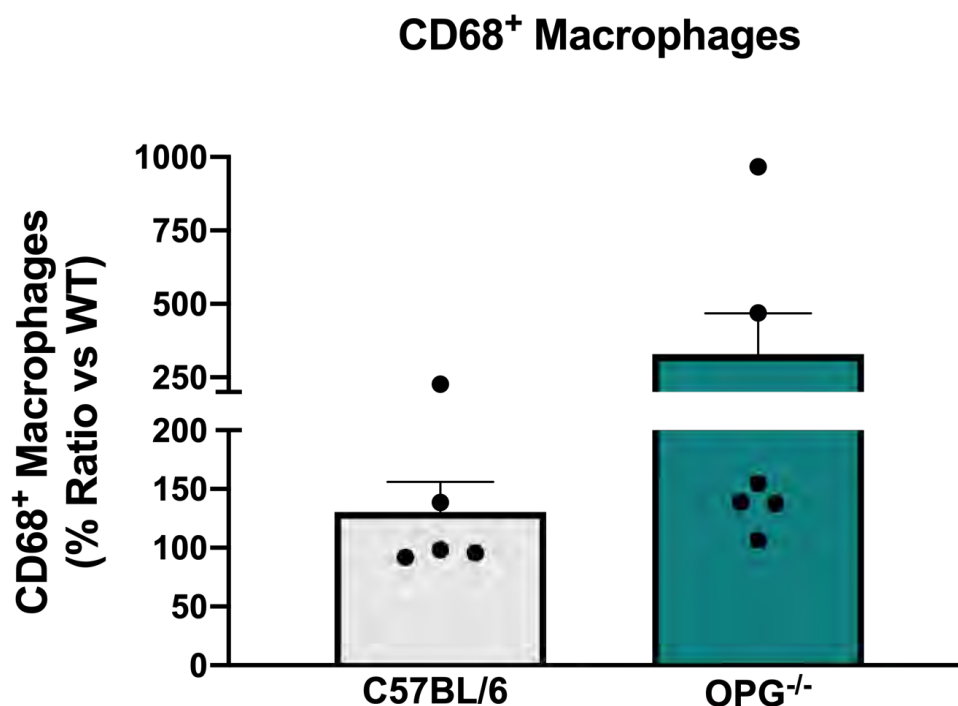 CD68⁺ Macrophages
CD68⁺ Macrophages
(% Ratio vs WT)
1000
750
500
250
200
150
100
50
0
C57BL/6
OPG⁻/⁻